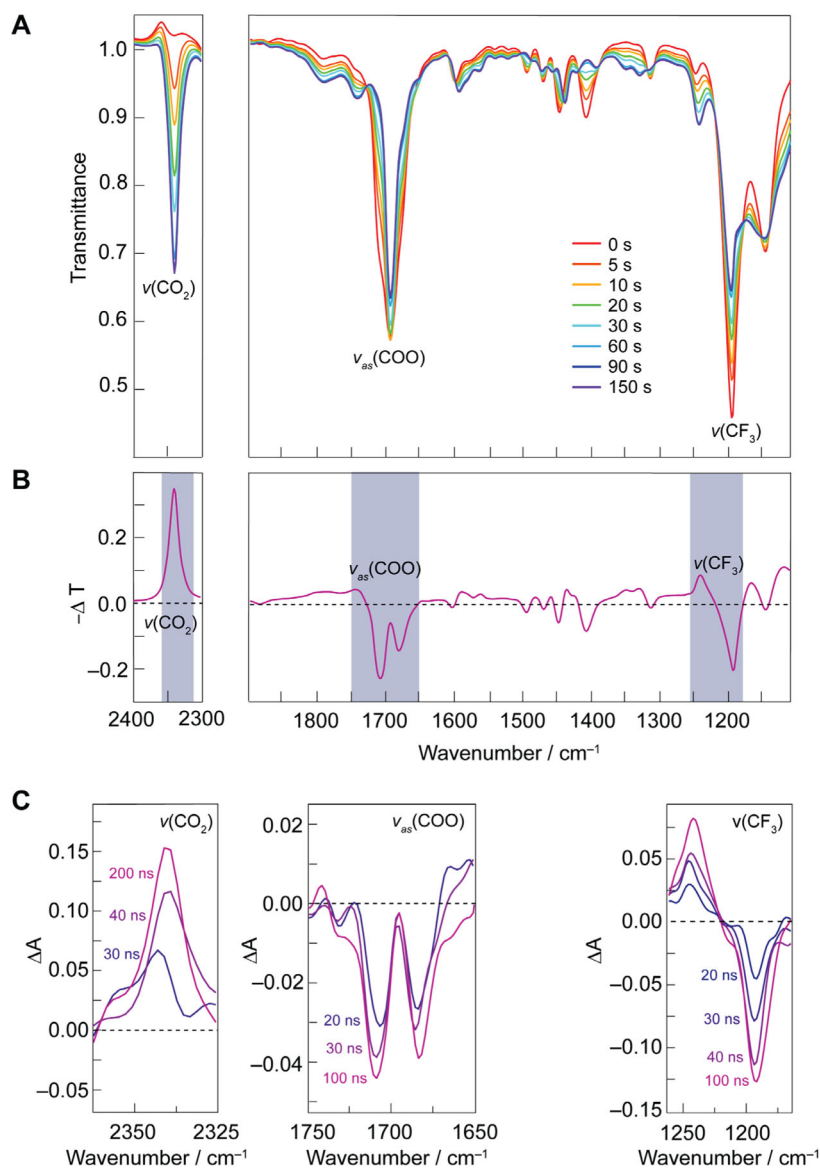 A
Transmittance
1.0
0.9
0.8
0.7
0.6
0.5
ν(CO2)
νas(COO)
ν(CF3)
0 s
5 s
10 s
20 s
30 s
60 s
90 s
150 s
B
−Δ T
0.2
0.0
−0.2
ν(CO2)
νas(COO)
ν(CF3)
2400 2300 1800 1700 1600 1500 1400 1300 1200
Wavenumber / cm−1
C
ν(CO2)
ΔA
0.15
0.10
0.05
0.00
−0.05
200 ns
40 ns
30 ns
2350 2325
Wavenumber / cm−1
νas(COO)
ΔA
0.02
0.00
−0.02
−0.04
20 ns
30 ns
100 ns
1750 1700 1650
Wavenumber / cm−1
ν(CF3)
ΔA
0.05
0.00
−0.05
−0.10
−0.15
20 ns
30 ns
40 ns
100 ns
1250 1200
Wavenumber / cm−1